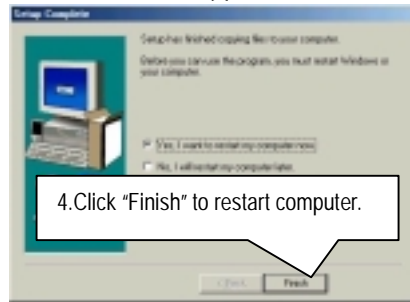 Setup Complete
Setup has finished copying files to your computer.
Before you can use the program, you must restart Windows or
your computer.
Yes, I want to restart my computer now.
No, I will restart my computer later.
4.Click “Finish” to restart computer.
< Back
Finish